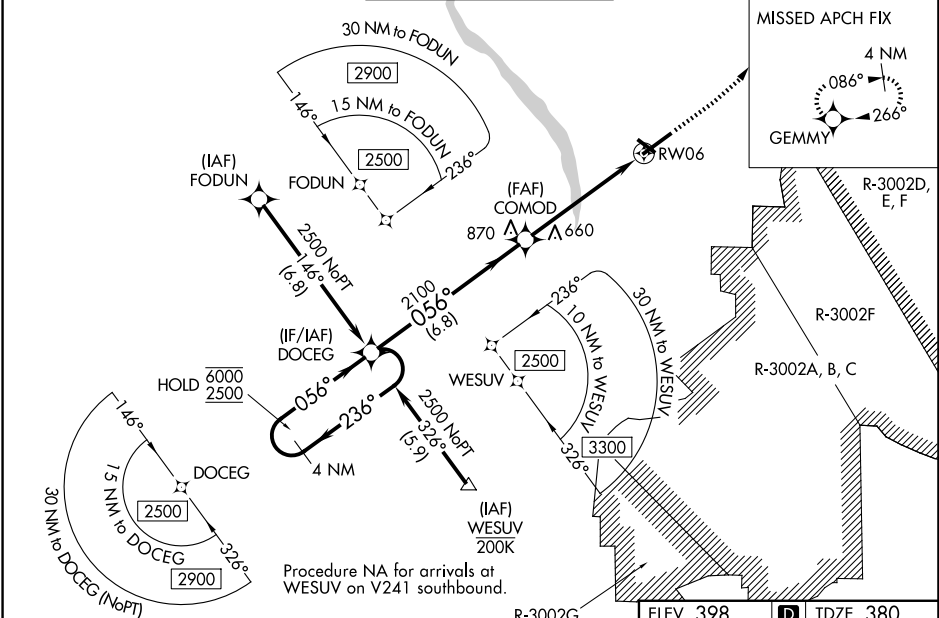 MISSED APCH FIX
4 NM
086°
266°
GEMMY
30 NM to FODUN
2900
146°
15 NM to FODUN
2500
236°
FODUN
(IAF)
FODUN
2500 NoPT
146°
(6.8)
RW06
(FAF)
COMOD
870
660
2100
056°
(6.8)
(IF/IAF)
DOCEG
HOLD
6000
2500
056°
236°
4 NM
2500 NoPT
326°
(5.9)
(IAF)
WESUV
200K
236°
30 NM to WESUV
10 NM to WESUV
2500
WESUV
326°
3300
R-3002D,
E, F
R-3002F
R-3002A, B, C
R-3002G
146°
DOCEG
15 NM to DOCEG
2500
30 NM to DOCEG (NoPT)
2900
326°
Procedure NA for arrivals at
WESUV on V241 southbound.
ELEV 398
D
TDZE 380